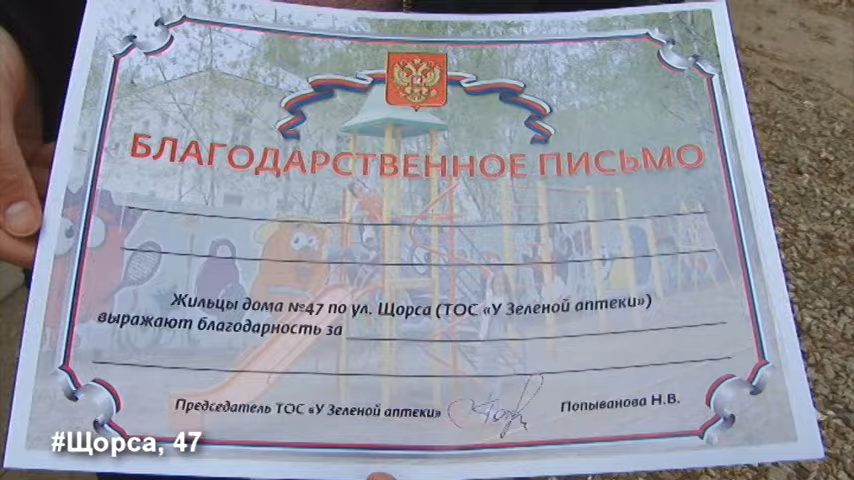 БЛАГОДАРСТВЕННОЕ ПИСЬМО
Жильцы дома №47 по ул. Щорса (ТОС «У Зеленой аптеки»)
выражают благодарность за
Председатель ТОС «У Зеленой аптеки» Попыванова Н.В.
#Щорса, 47